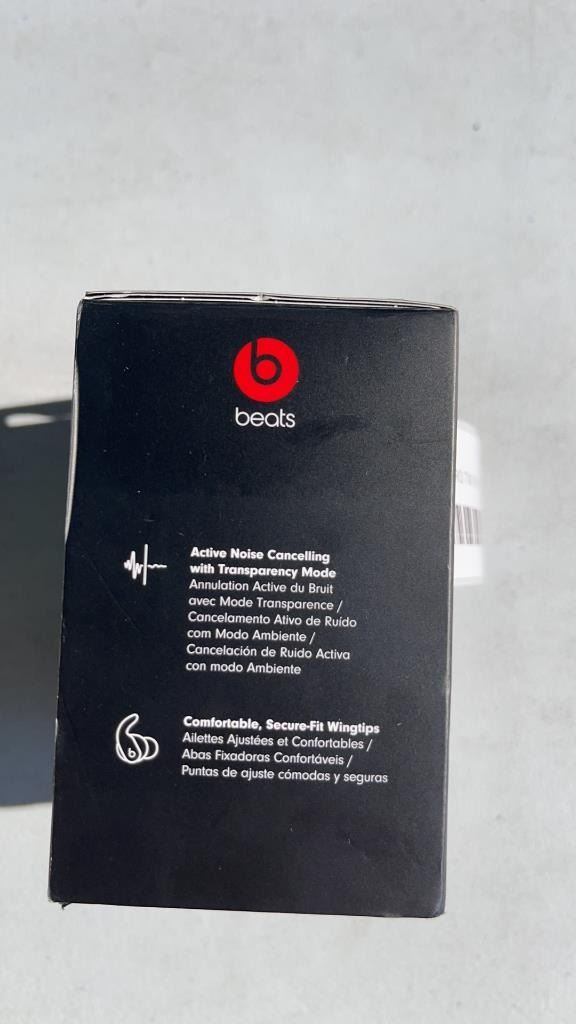 beats
Active Noise Cancelling
with Transparency Mode
Annulation Active du Bruit
avec Mode Transparence /
Cancelamento Ativo de Ruído
com Modo Ambiente /
Cancelación de Ruido Activa
con modo Ambiente
Comfortable, Secure-Fit Wingtips
Ailettes Ajustées et Confortables /
Abas Fixadoras Confortáveis /
Puntas de ajuste cómodas y seguras